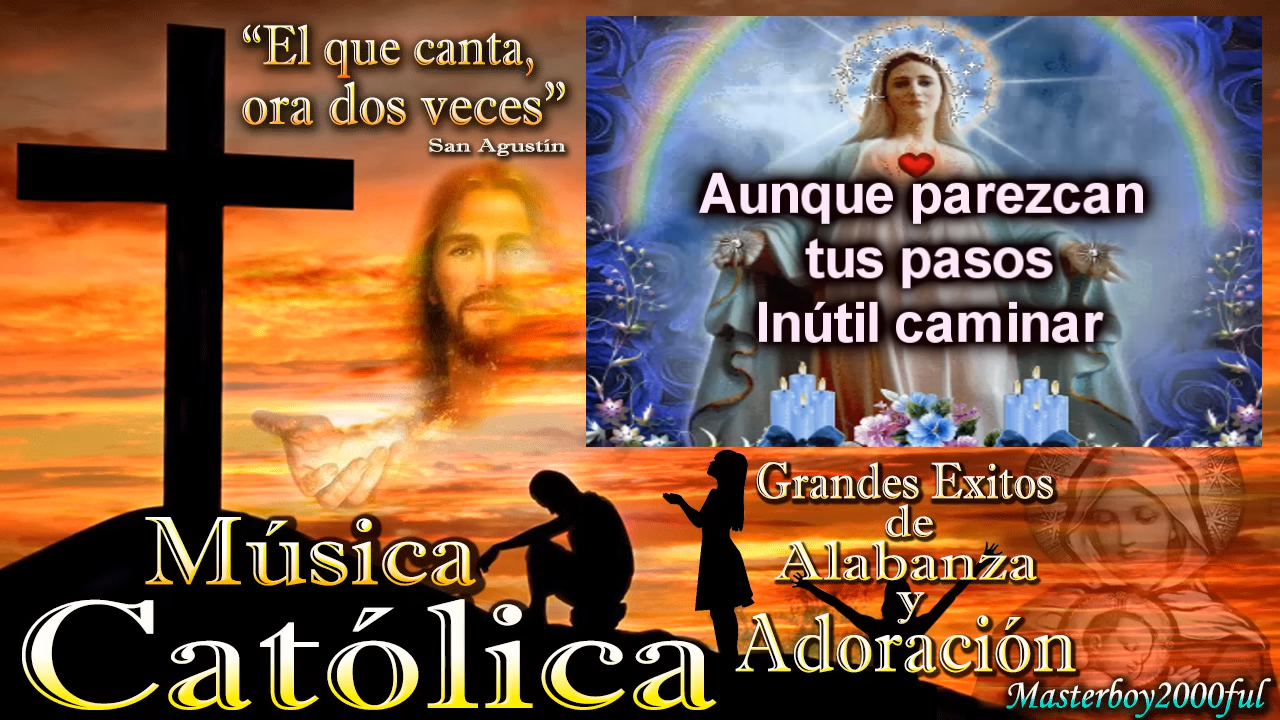 “El que canta,
ora dos veces”
San Agustín
Aunque parezcan
tus pasos
Inútil caminar
Música
Católica
Grandes Exitos
de
Alabanza
y
Adoración
Masterboy2000ful